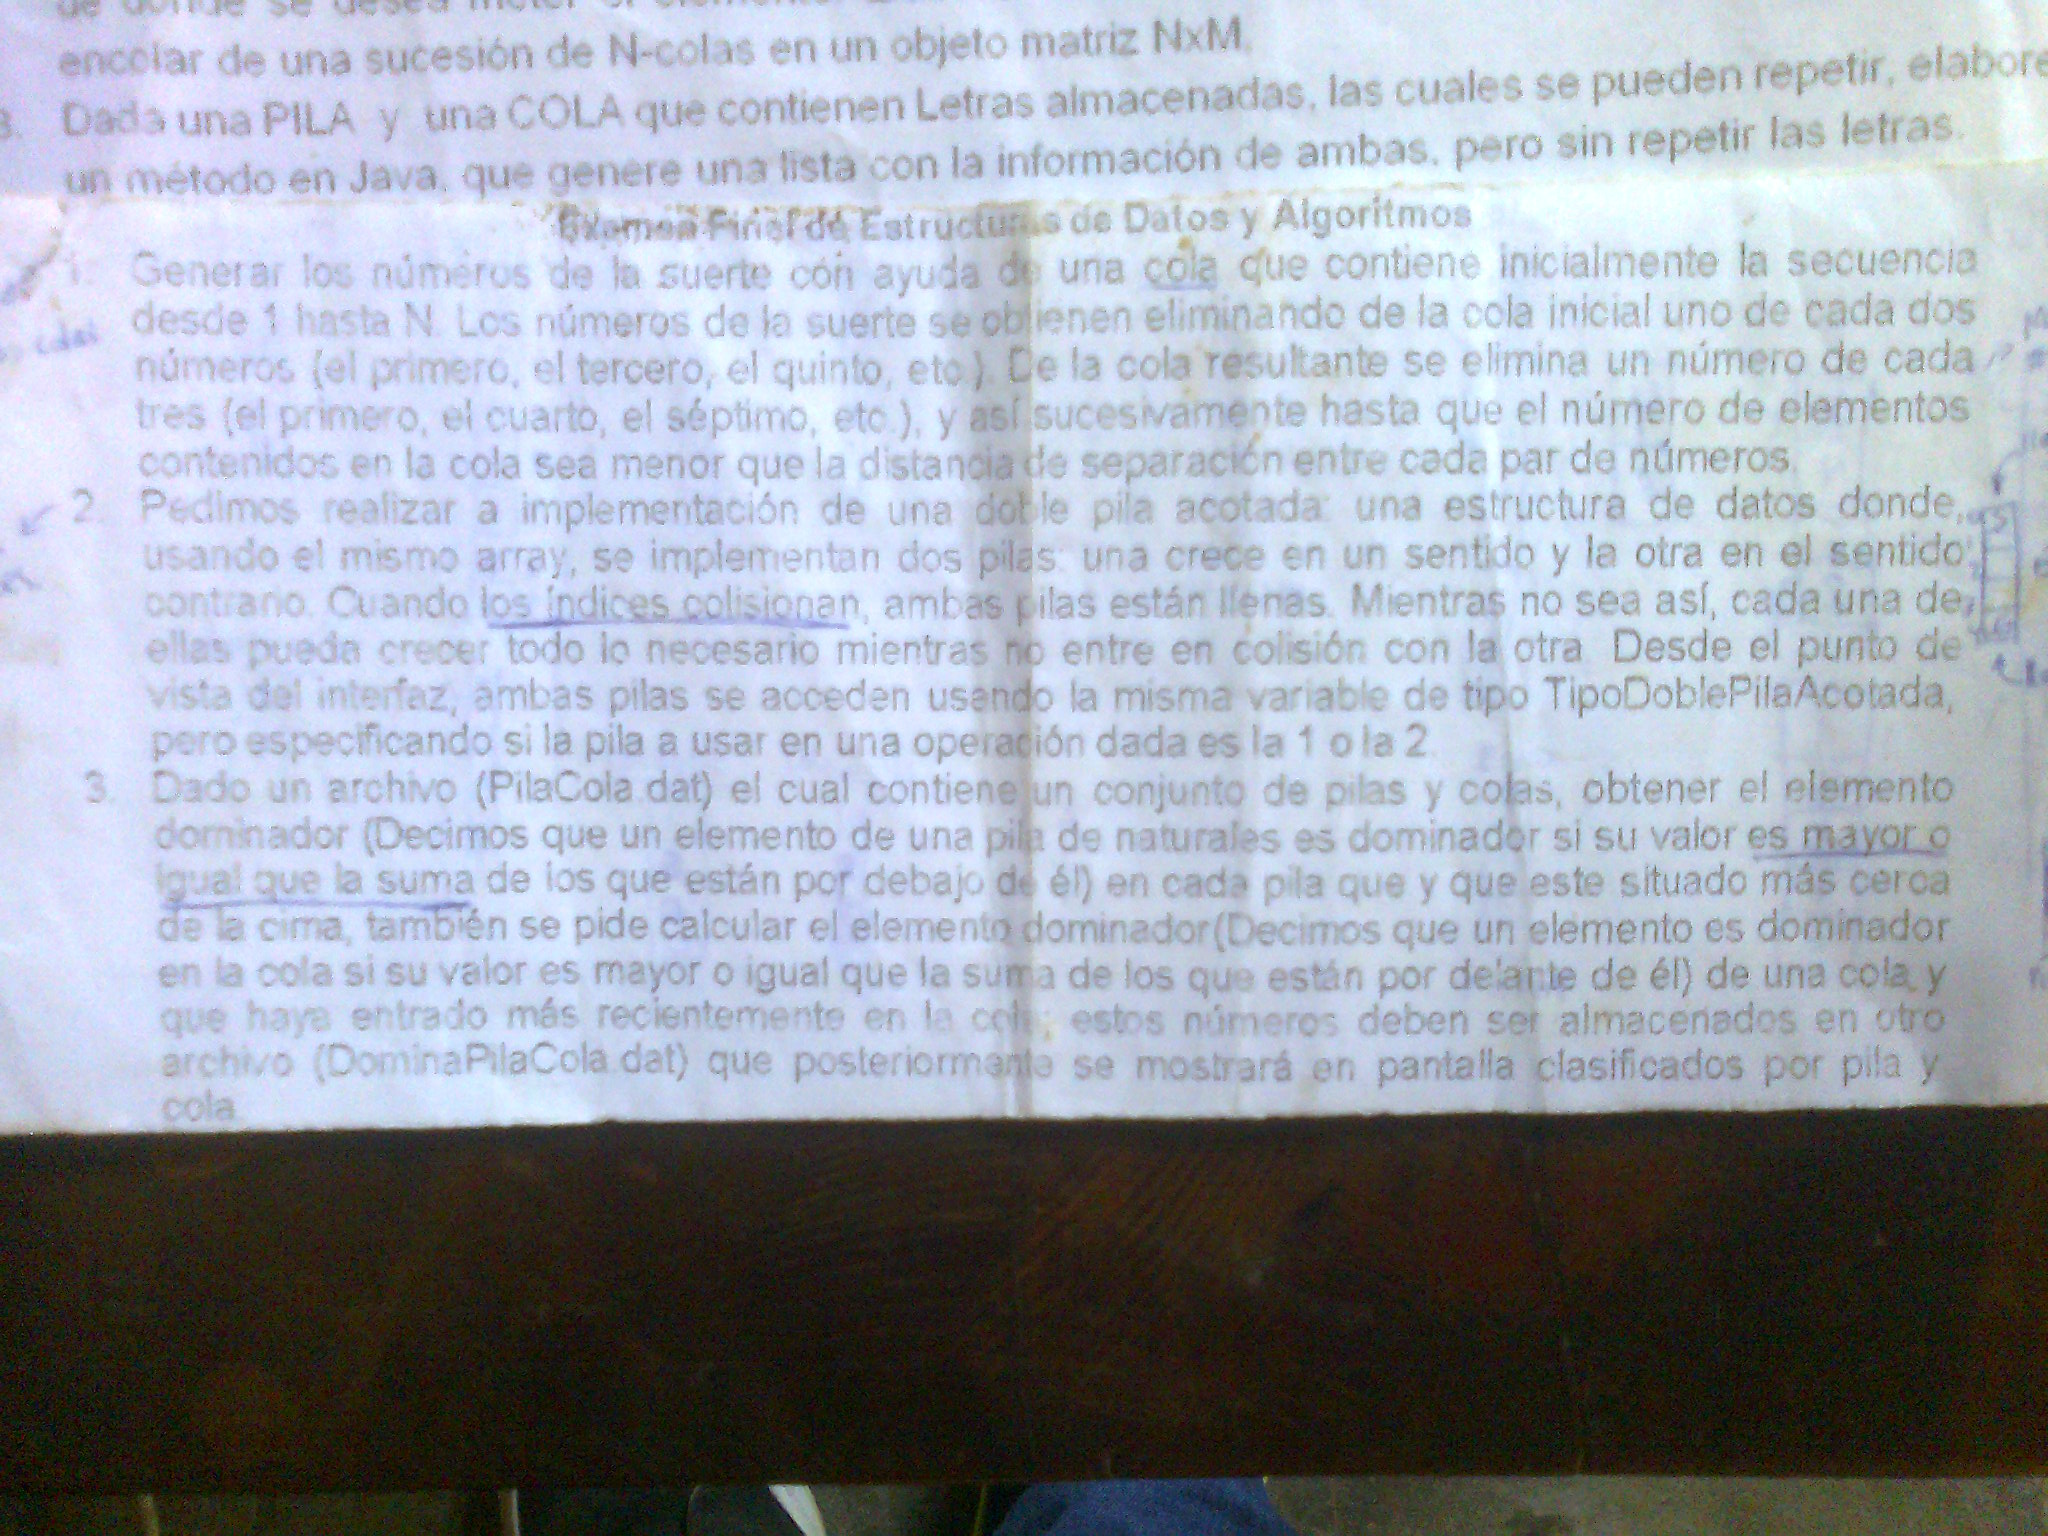 de donde se desea meter el elemento
encolar de una sucesión de N-colas en un objeto matriz NxM.
3. Dada una PILA y una COLA que contienen Letras almacenadas, las cuales se pueden repetir, elabore
un método en Java, que genere una lista con la información de ambas, pero sin repetir las letras.
Examen Final de Estructuras de Datos y Algoritmos
1. Generar los números de la suerte con ayuda de una cola que contiene inicialmente la secuencia
desde 1 hasta N. Los números de la suerte se obtienen eliminando de la cola inicial uno de cada dos
números (el primero, el tercero, el quinto, etc.). De la cola resultante se elimina un número de cada
tres (el primero, el cuarto, el séptimo, etc.), y así sucesivamente hasta que el número de elementos
contenidos en la cola sea menor que la distancia de separación entre cada par de números.
2. Pedimos realizar a implementación de una doble pila acotada: una estructura de datos donde,
usando el mismo array, se implementan dos pilas: una crece en un sentido y la otra en el sentido
contrario. Cuando los índices colisionan, ambas pilas están llenas. Mientras no sea así, cada una de
ellas pueda crecer todo lo necesario mientras no entre en colisión con la otra. Desde el punto de
vista del interfaz, ambas pilas se acceden usando la misma variable de tipo TipoDoblePilaAcotada,
pero especificando si la pila a usar en una operación dada es la 1 o la 2.
3. Dado un archivo (PilaCola.dat) el cual contiene un conjunto de pilas y colas, obtener el elemento
dominador (Decimos que un elemento de una pila de naturales es dominador si su valor es mayor o
igual que la suma de los que están por debajo de él) en cada pila que y que este situado más cerca
de la cima, también se pide calcular el elemento dominador(Decimos que un elemento es dominador
en la cola si su valor es mayor o igual que la suma de los que están por delante de él) de una cola y
que haya entrado más recientemente en la cola, estos números deben ser almacenados en otro
archivo (DominaPilaCola.dat) que posteriormante se mostrará en pantalla clasificados por pila y
cola.